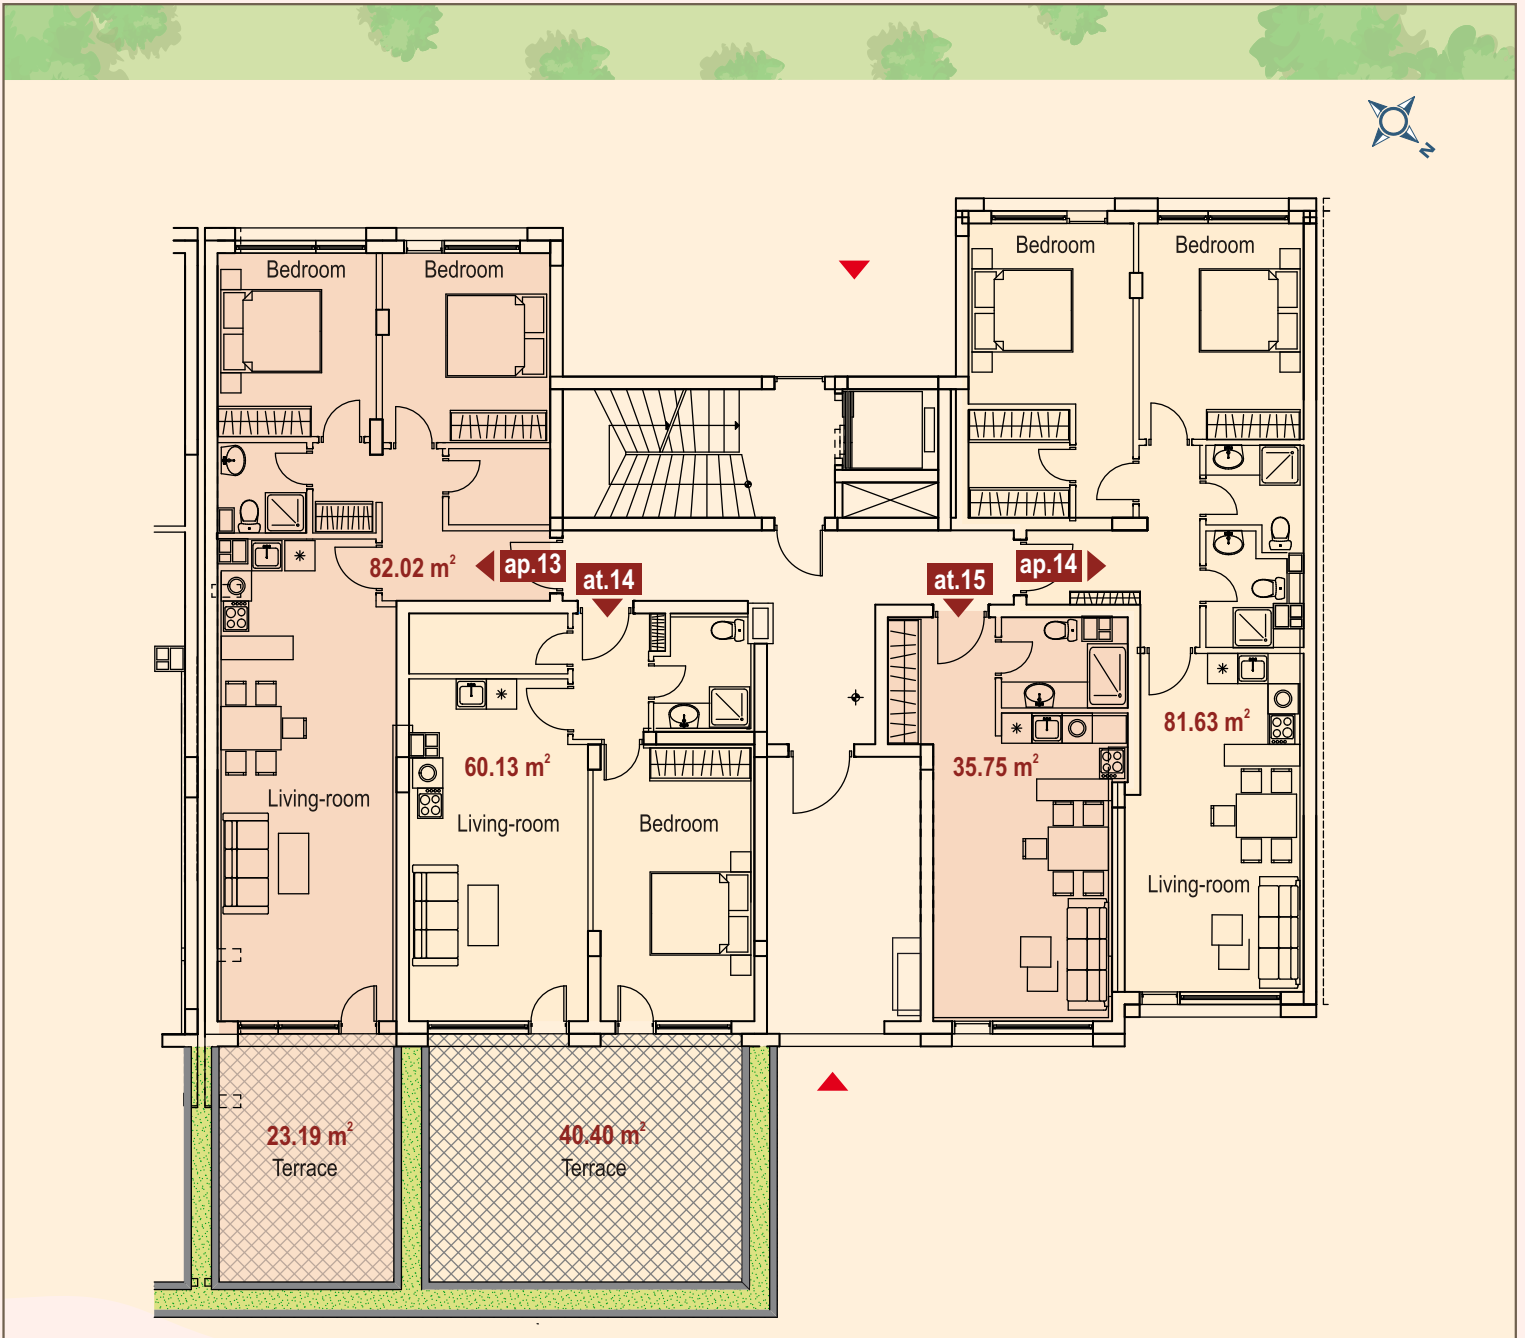 N
Bedroom
Bedroom
Bedroom
Bedroom
82.02 m²
ap.13
at.14
at.15
ap.14
81.63 m²
60.13 m²
35.75 m²
Living-room
Living-room
Bedroom
Living-room
23.19 m²
Terrace
40.40 m²
Terrace